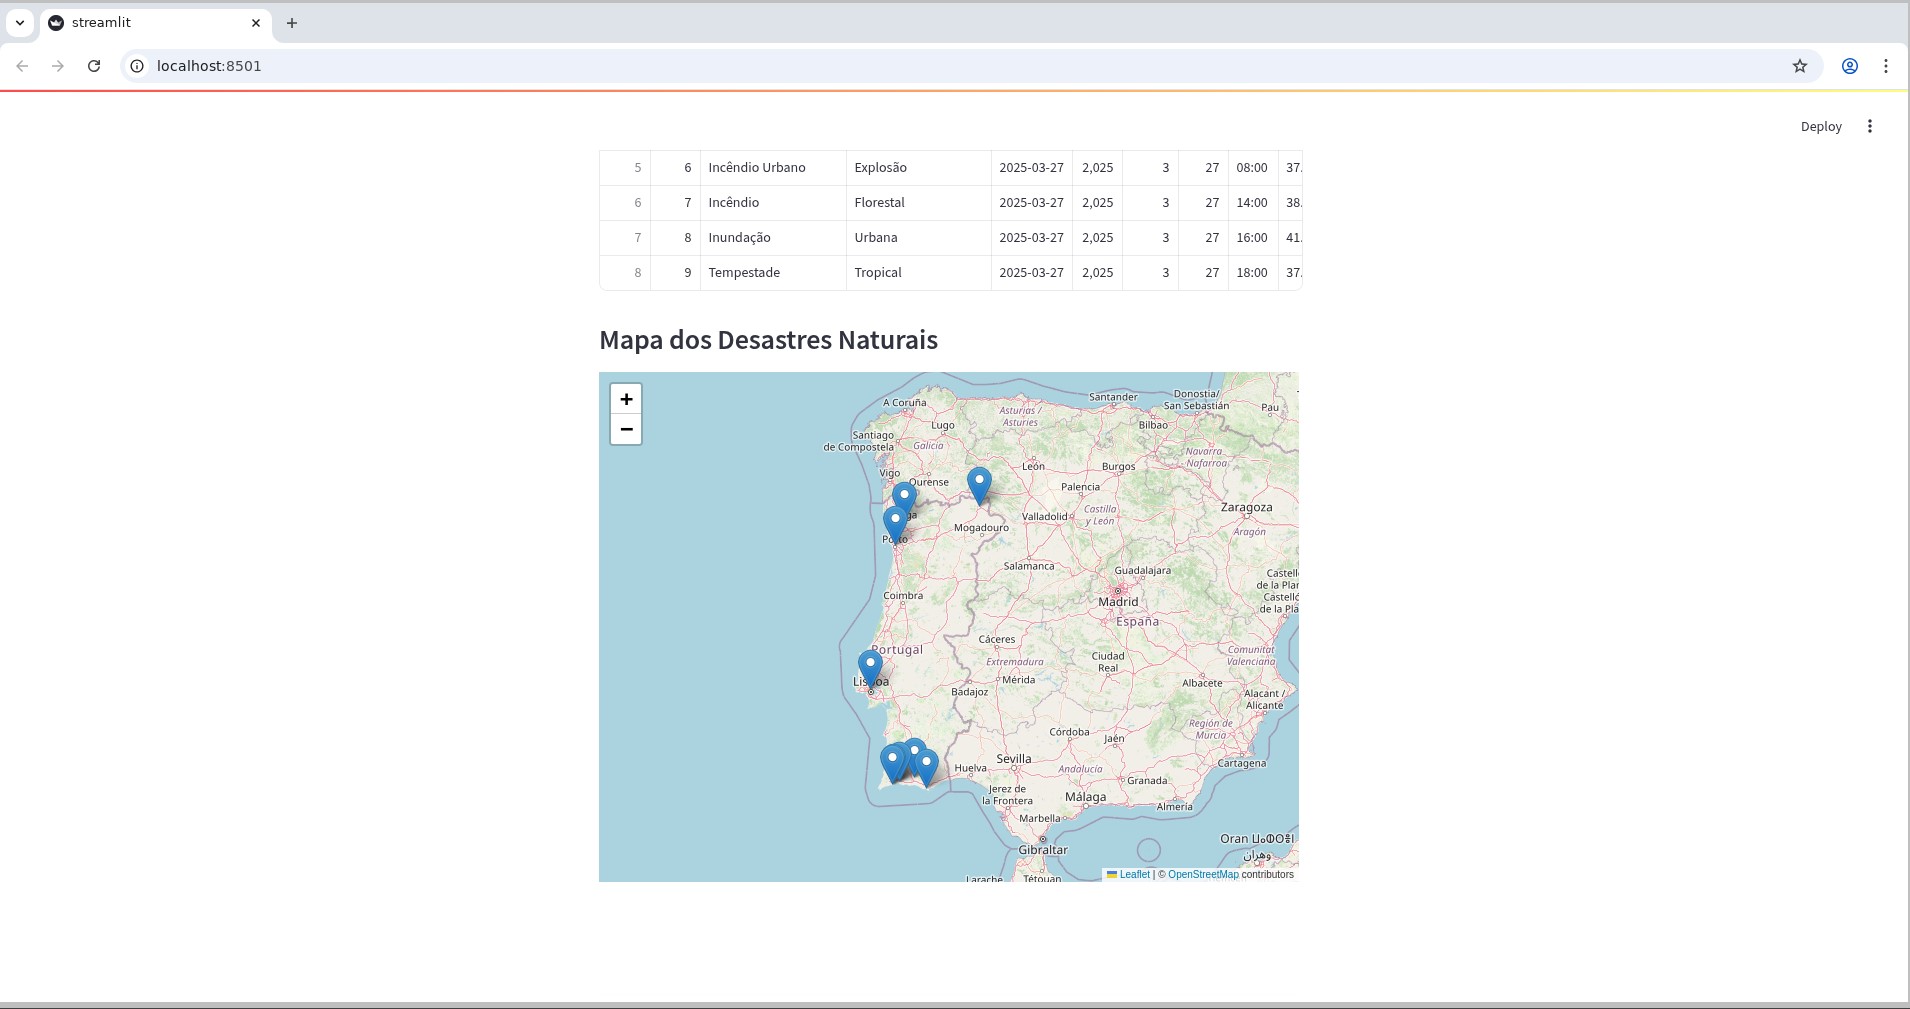 streamlit
localhost:8501
Deploy
5 6 Incêndio Urbano Explosão 2025-03-27 2,025 3 27 08:00 37.
6 7 Incêndio Florestal 2025-03-27 2,025 3 27 14:00 38.
7 8 Inundação Urbana 2025-03-27 2,025 3 27 16:00 41.
8 9 Tempestade Tropical 2025-03-27 2,025 3 27 18:00 37.
Mapa dos Desastres Naturais
+
−
A Coruña
Lugo
Asturias /
Asturies
Santander
Donostia/
San Sebastián
Pau
Bilbao
Santiago
de Compostela
Galicia
Navarra -
Nafarroa
Vigo
Ourense
León
Burgos
Palencia
Zaragoza
Aragón
Mogadouro
Valladolid
Castilla
y León
Porto
Salamanca
Guadalajara
Madrid
España
Coimbra
Portugal
Cáceres
Extremadura
Mérida
Badajoz
Ciudad
Real
Comunitat
Valenciana
Albacete
Alacant /
Alicante
Lisboa
Región de
Murcia
Córdoba
Jaén
Cartagena
Huelva
Sevilla
Andalucía
Granada
Jerez de
la Frontera
Málaga
Almería
Marbella
Gibraltar
Oran
وهران
Larache
Tétouan
Leaflet | © OpenStreetMap contributors